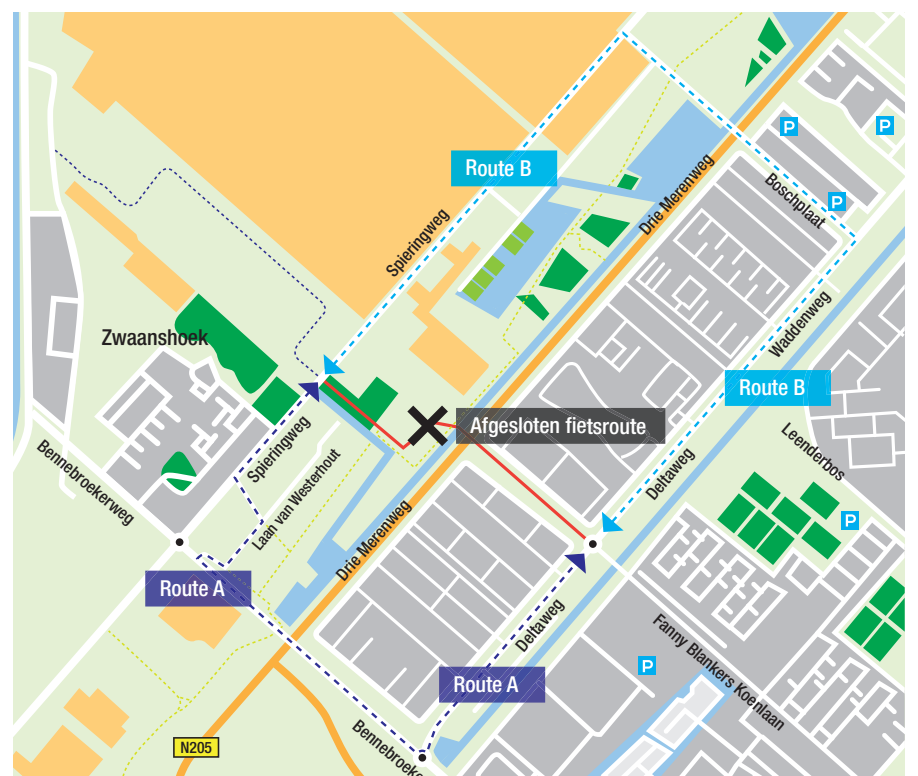 P
P
Route B
Boschplaat
Drie Merenweg
P
Spieringweg
Waddenweg
Zwaanshoek
Route B
Afgesloten fietsroute
Spieringweg
Leenderbos
Bennebroekerweg
Laan van Westerhout
Deltaweg
P
Drie Merenweg
Route A
Deltaweg
Fanny Blankers Koenlaan
P
Route A
N205
Bennebroeke